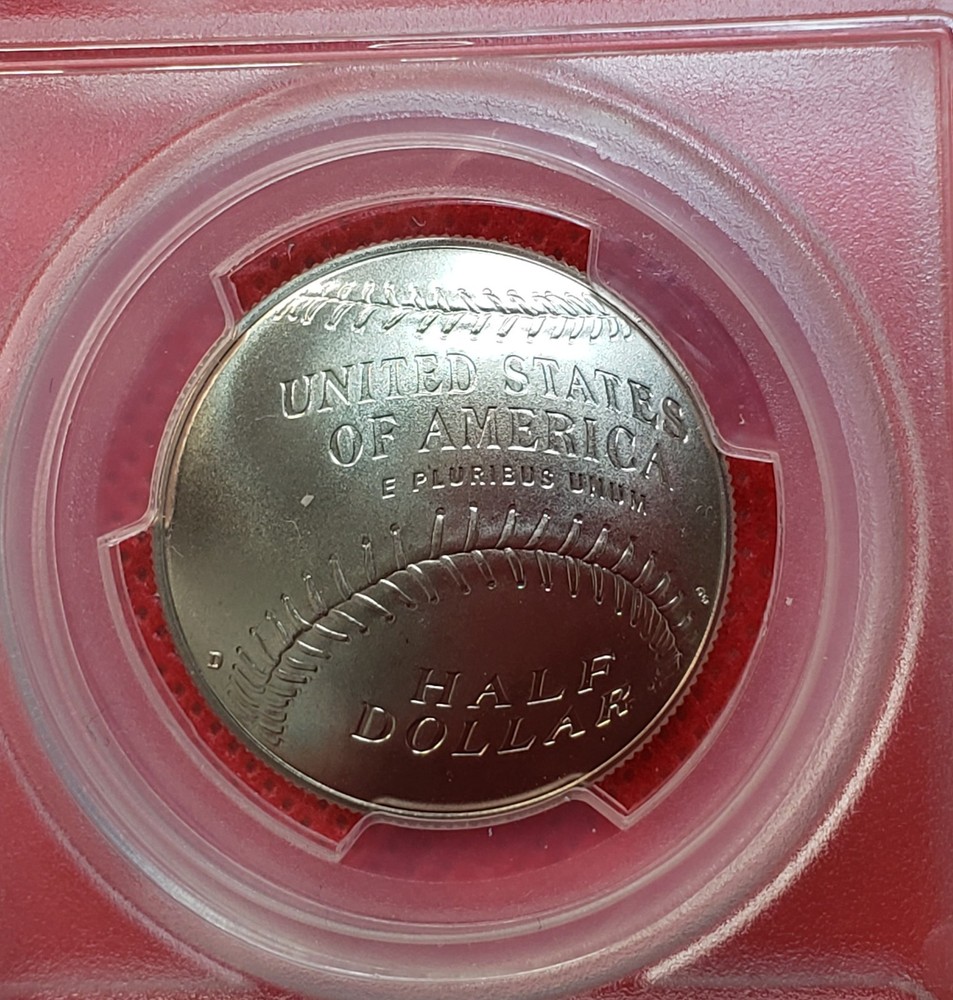 UNITED STATES
OF AMERICA
E PLURIBUS UNUM
D
HALF
DOLLAR